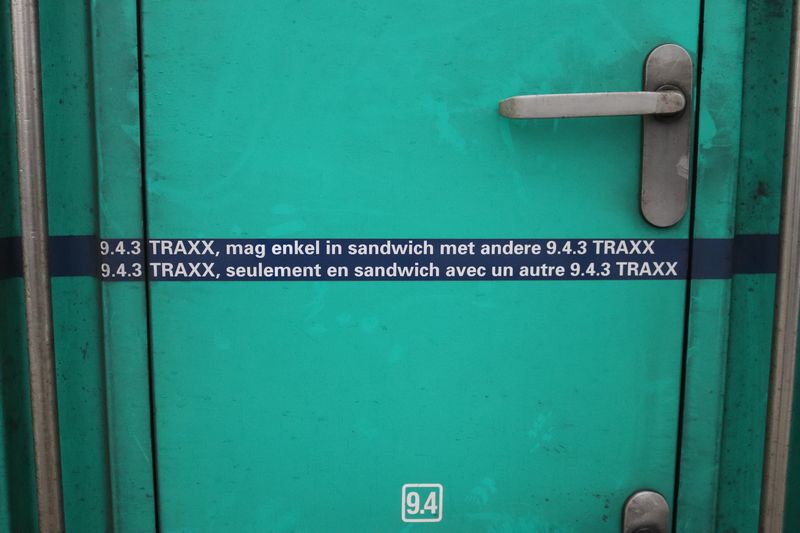 9.4.3 TRAXX, mag enkel in sandwich met andere 9.4.3 TRAXX
9.4.3 TRAXX, seulement en sandwich avec un autre 9.4.3 TRAXX
9.4